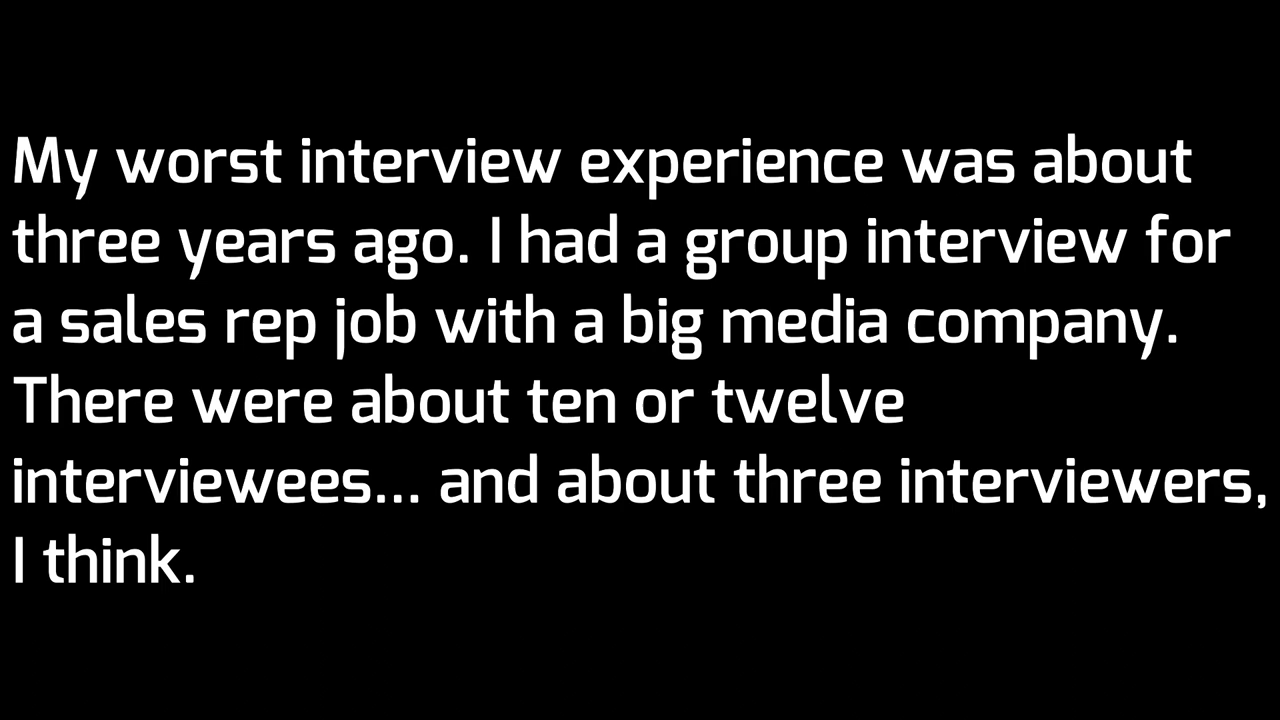 My worst interview experience was about
three years ago. I had a group interview for
a sales rep job with a big media company.
There were about ten or twelve
interviewees... and about three interviewers,
I think.